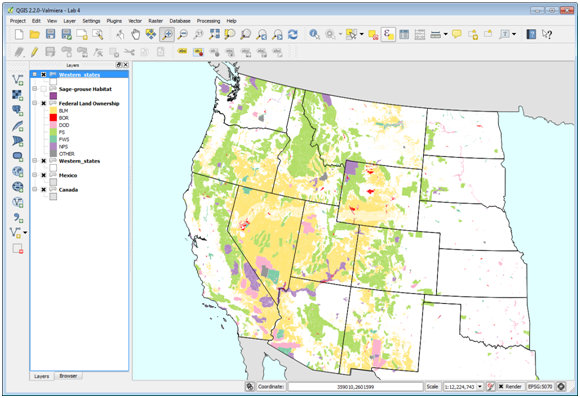 QGIS 2.2.0-Valmiera - Lab 4
Project Edit View Layer Settings Plugins Vector Raster Database Processing Help
Layers
Western_states
Sage-grouse Habitat
Federal Land Ownership
BLM
BOR
DOD
FS
FWS
NPS
OTHER
Western_states
Mexico
Canada
Layers Browser
Coordinate: 359010,2601599 Scale 1:12,224,743 Render EPSG:5070